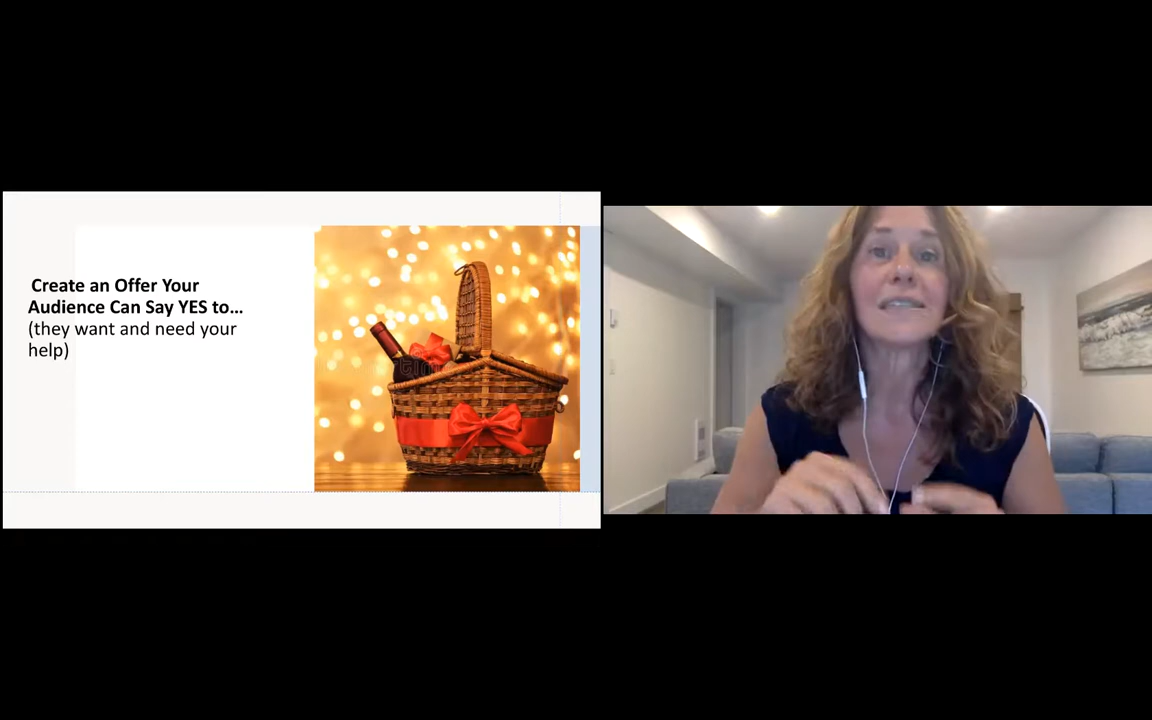 Create an Offer Your
Audience Can Say YES to...
(they want and need your
help)